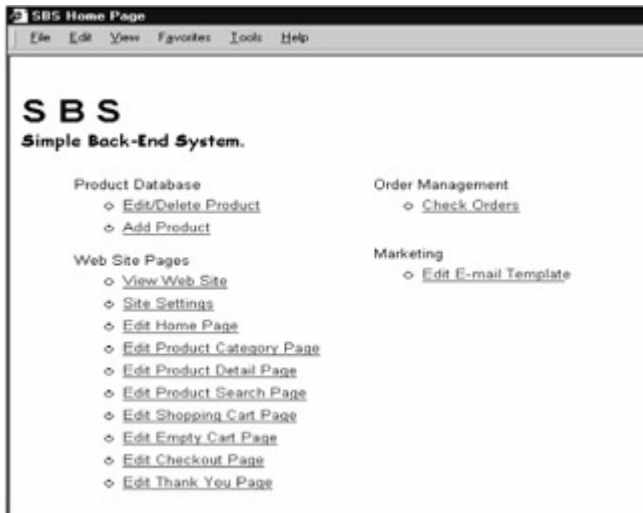 SBS Home Page
File Edit View Favorites Tools Help
S B S
Simple Back-End System.
Product Database
Edit/Delete Product
Add Product
Web Site Pages
View Web Site
Site Settings
Edit Home Page
Edit Product Category Page
Edit Product Detail Page
Edit Product Search Page
Edit Shopping Cart Page
Edit Empty Cart Page
Edit Checkout Page
Edit Thank You Page
Order Management
Check Orders
Marketing
Edit E-mail Template